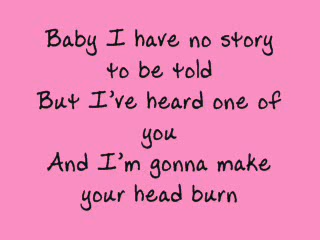 Baby I have no story
to be told
But I've heard one of
you
And I'm gonna make
your head burn